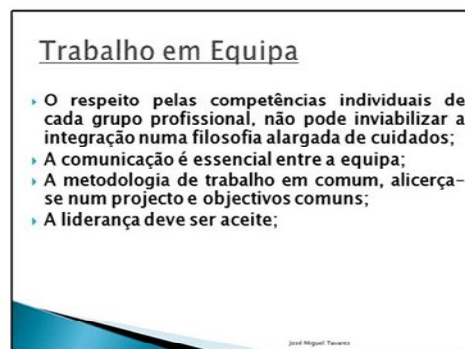 Trabalho em Equipa
O respeito pelas competências individuais de
cada grupo profissional, não pode inviabilizar a
integração numa filosofia alargada de cuidados;
A comunicação é essencial entre a equipa;
A metodologia de trabalho em comum, alicerça-
se num projecto e objectivos comuns;
A liderança deve ser aceite;
José Miguel Tavares